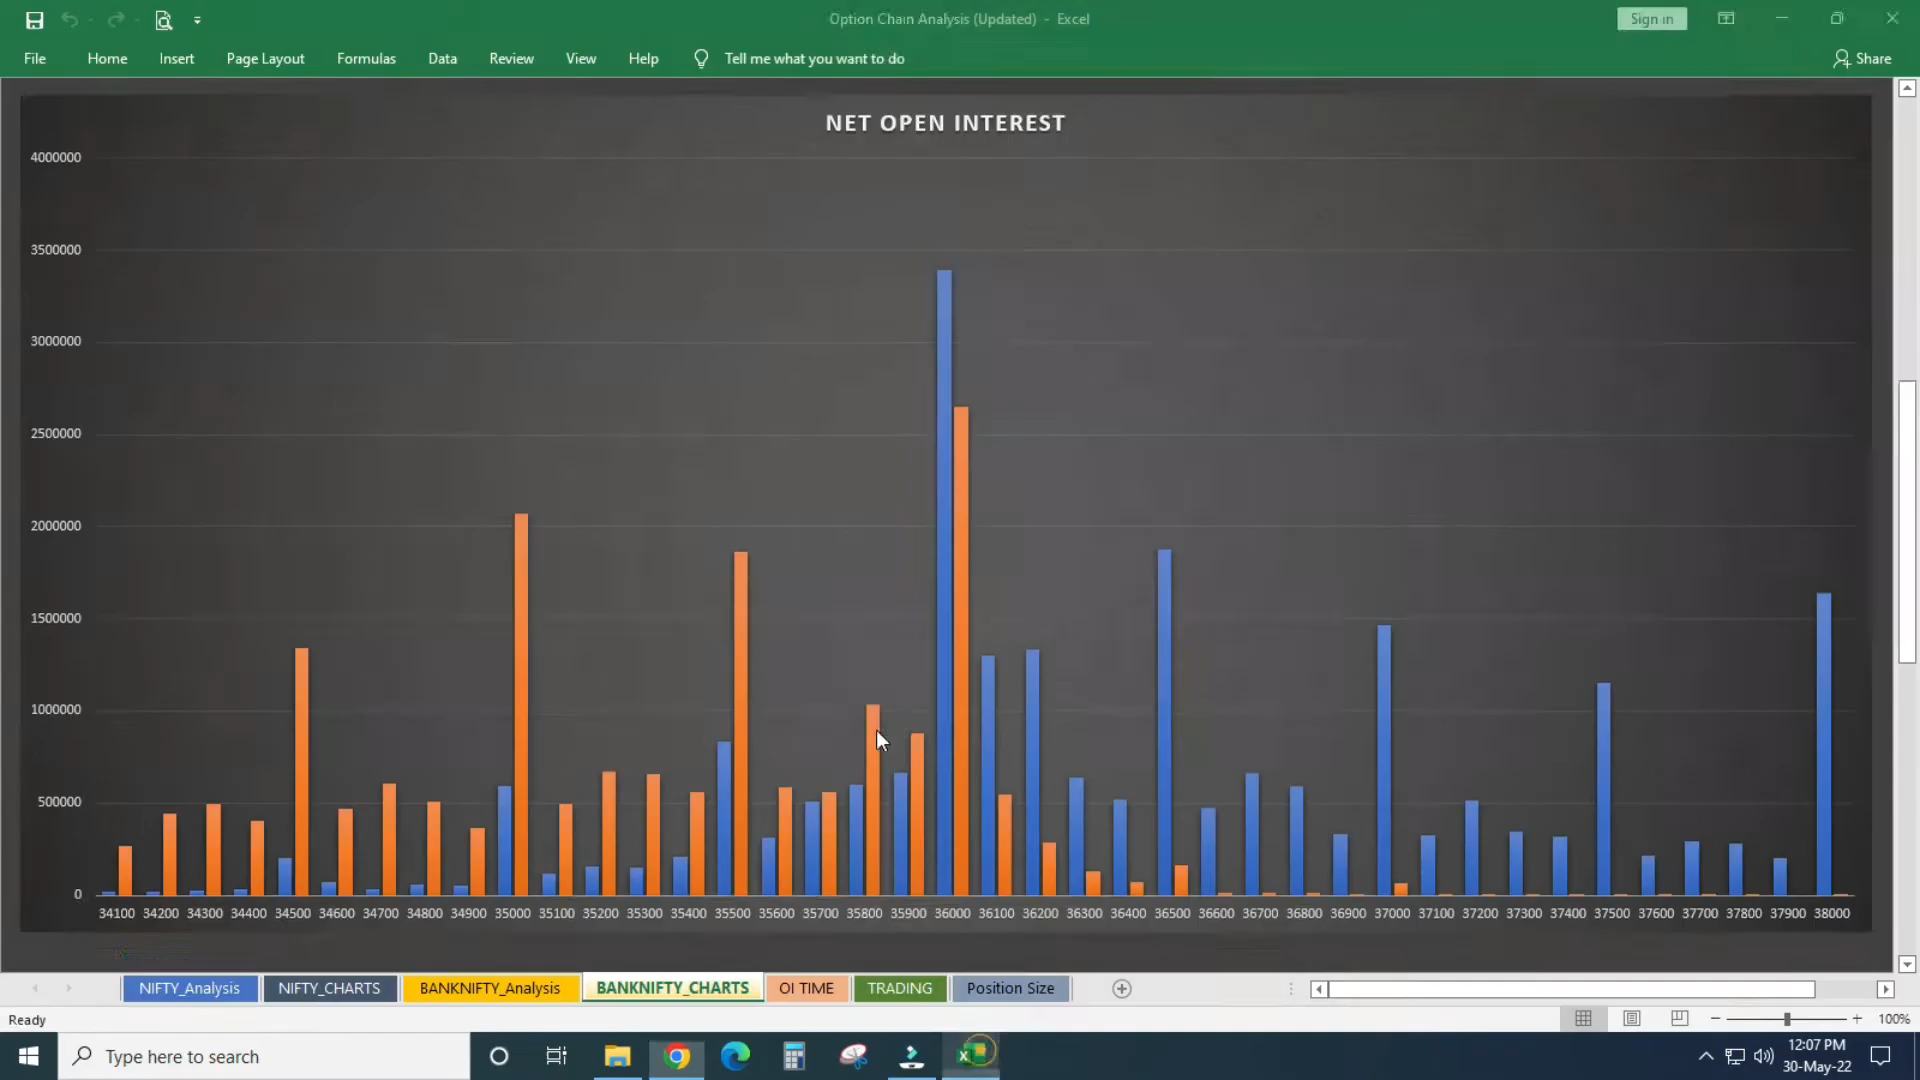 Option Chain Analysis (Updated) - Excel
Sign in
File Home Insert Page Layout Formulas Data Review View Help Tell me what you want to do Share
NET OPEN INTEREST
4000000
3500000
3000000
2500000
2000000
1500000
1000000
500000
0
34100 34200 34300 34400 34500 34600 34700 34800 34900 35000 35100 35200 35300 35400 35500 35600 35700 35800 35900 36000 36100 36200 36300 36400 36500 36600 36700 36800 36900 37000 37100 37200 37300 37400 37500 37600 37700 37800 37900 38000
NIFTY_Analysis NIFTY_CHARTS BANKNIFTY_Analysis BANKNIFTY_CHARTS OI TIME TRADING Position Size
Ready
100%
Type here to search
12:07 PM
30-May-22